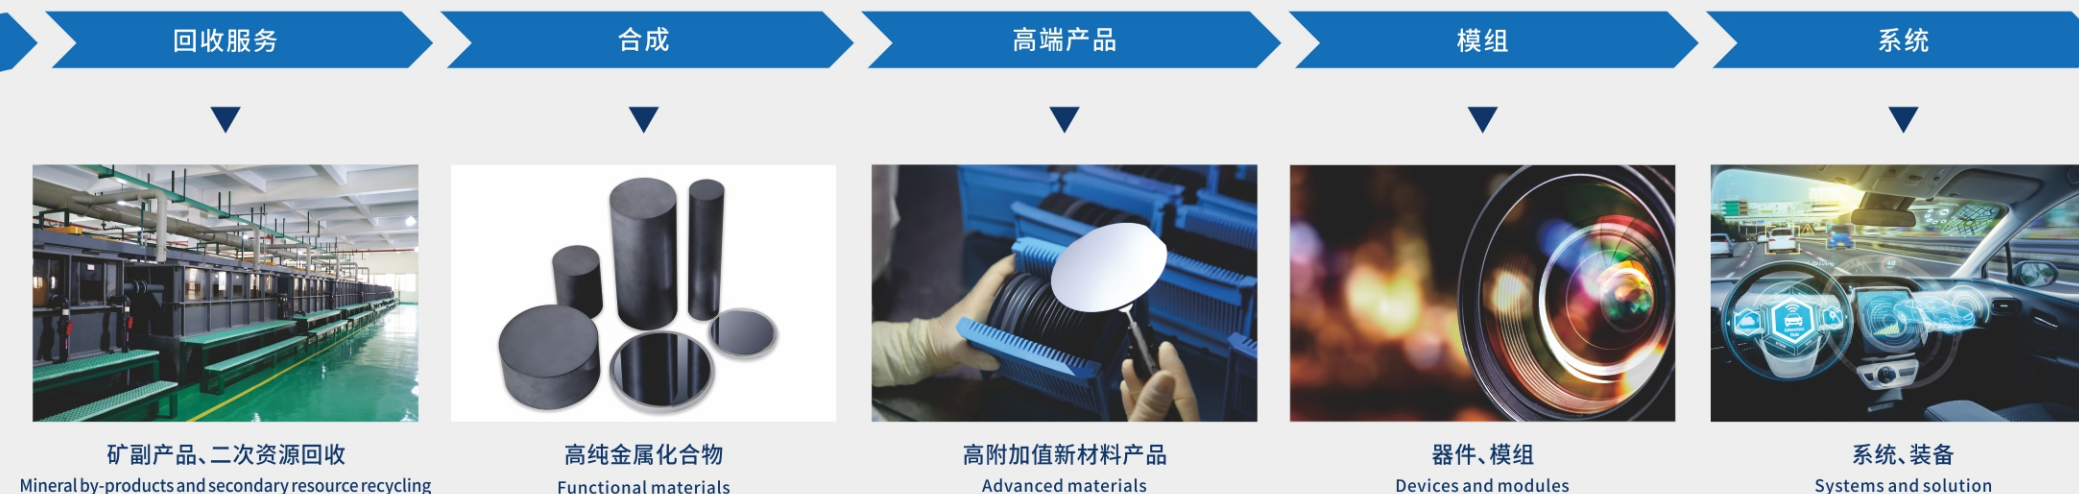 回收服务
合成
高端产品
模组
系统
矿副产品、二次资源回收
Mineral by-products and secondary resource recycling
高纯金属化合物
Functional materials
高附加值新材料产品
Advanced materials
器件、模组
Devices and modules
系统、装备
Systems and solution